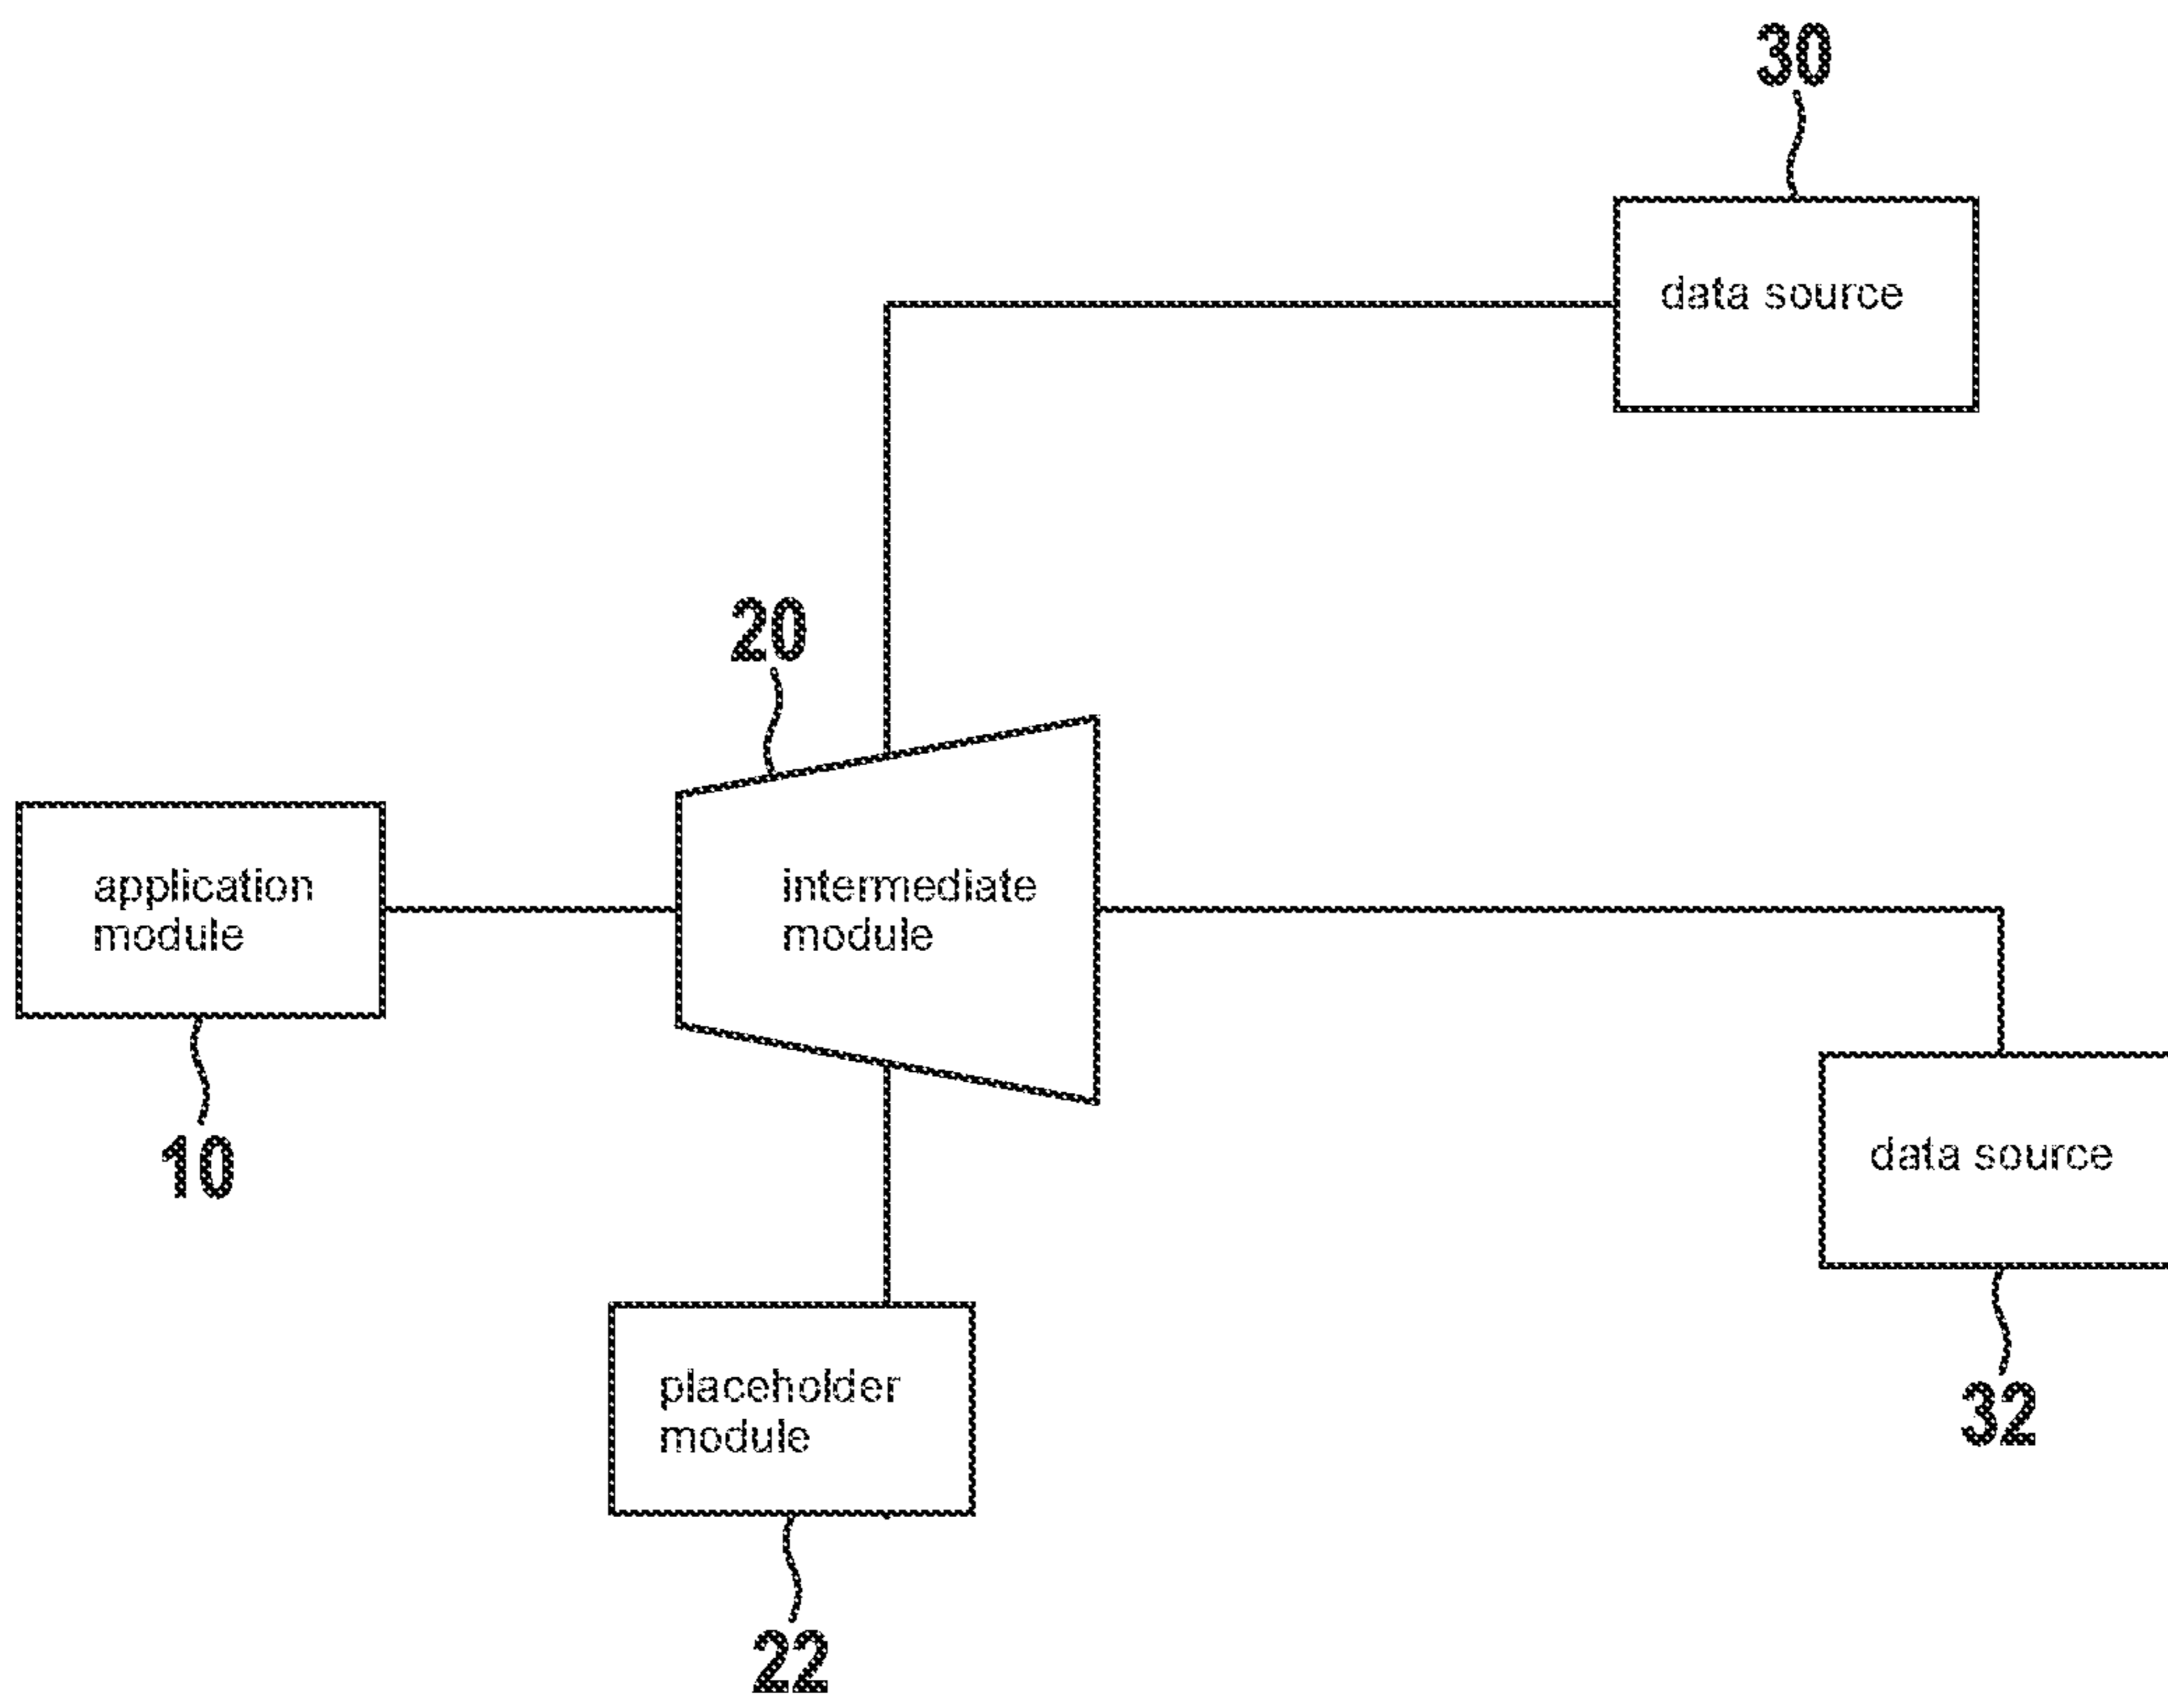 30
data source
20
application
module
intermediate
module
10
data source
placeholder
module
32
22